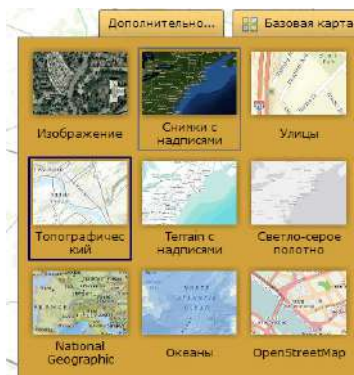 Дополнительно...
Базовая карта
Изображение
Снимки с
надписями
Улицы
Топографичес
кий
Terrain с
надписями
Светло-серое
полотно
National
Geographic
Океаны
OpenStreetMap